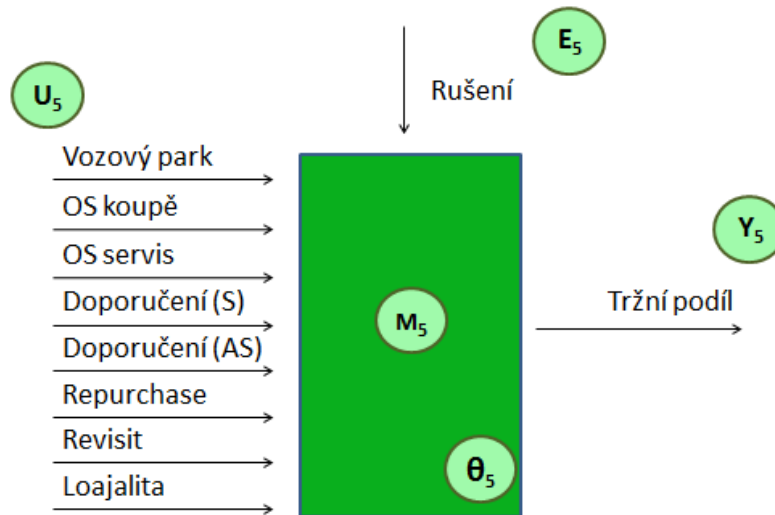 E₅
U₅
Rušení
Vozový park
OS koupě
OS servis
Y₅
Doporučení (S)
Tržní podíl
M₅
Doporučení (AS)
Repurchase
Revisit
θ₅
Loajalita